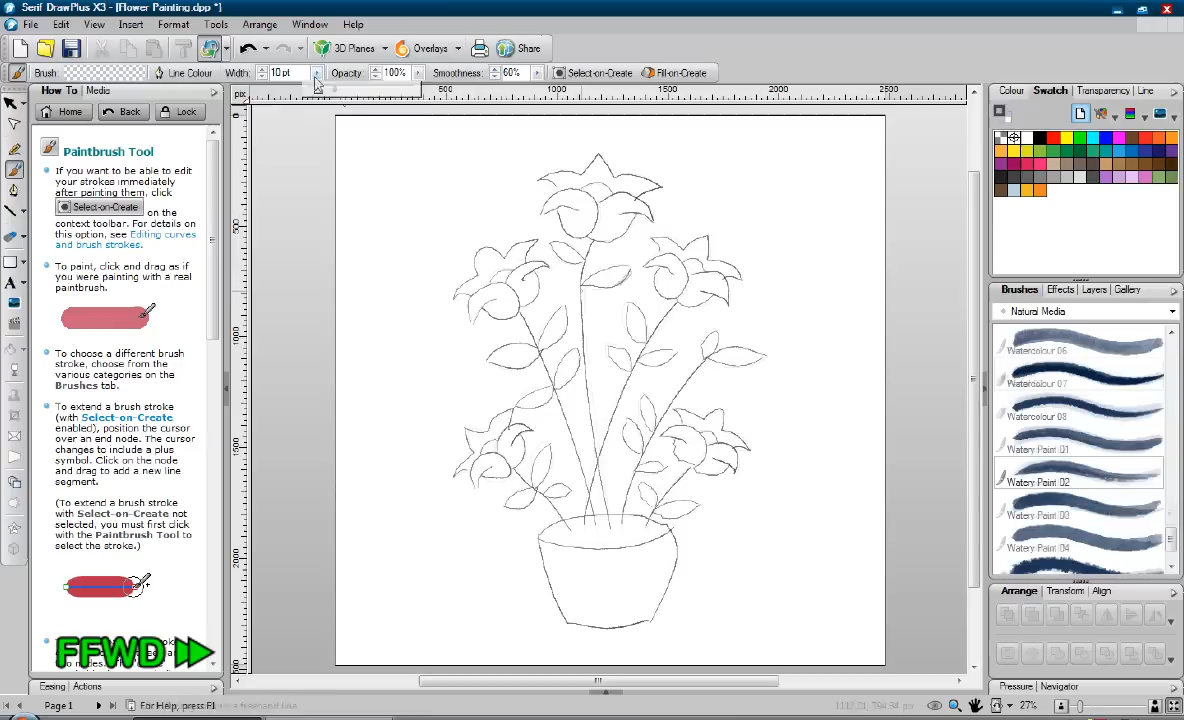 Serif DrawPlus X3 - [Flower Painting.dpp *]
File Edit View Insert Format Tools Arrange Window Help
3D Planes Overlays Share
Brush: Line Colour Width: 10 pt Opacity: 100% Smoothness: 60% Select-on-Create Fill-on-Create
How To Media
Home Back Lock
Paintbrush Tool
If you want to be able to edit
your strokes immediately
after painting them, click
Select-on-Create on the
context toolbar. For details on
this option, see Editing curves
and brush strokes.
To paint, click and drag as if
you were painting with a real
paintbrush.
To choose a different brush
stroke, choose from the
various categories on the
Brushes tab.
To extend a brush stroke
(with Select-on-Create
enabled), position the cursor
over an end node. The cursor
changes to include a plus
symbol. Click on the node
and drag to add a new line
segment.
(To extend a brush stroke
with Select-on-Create not
selected, you must first click
with the Paintbrush Tool to
select the stroke.)
FFWD
Easing Actions
px 500 1000 1500 2000 2500
0
500
1000
1500
2000
Colour Swatch Transparency Line
Brushes Effects Layers Gallery
Natural Media
Watercolour 06
Watercolour 07
Watercolour 08
Watery Paint 01
Watery Paint 02
Watery Paint 03
Watery Paint 04
Arrange Transform Align
Pressure Navigator
Page 1 For Help, press F1 27%